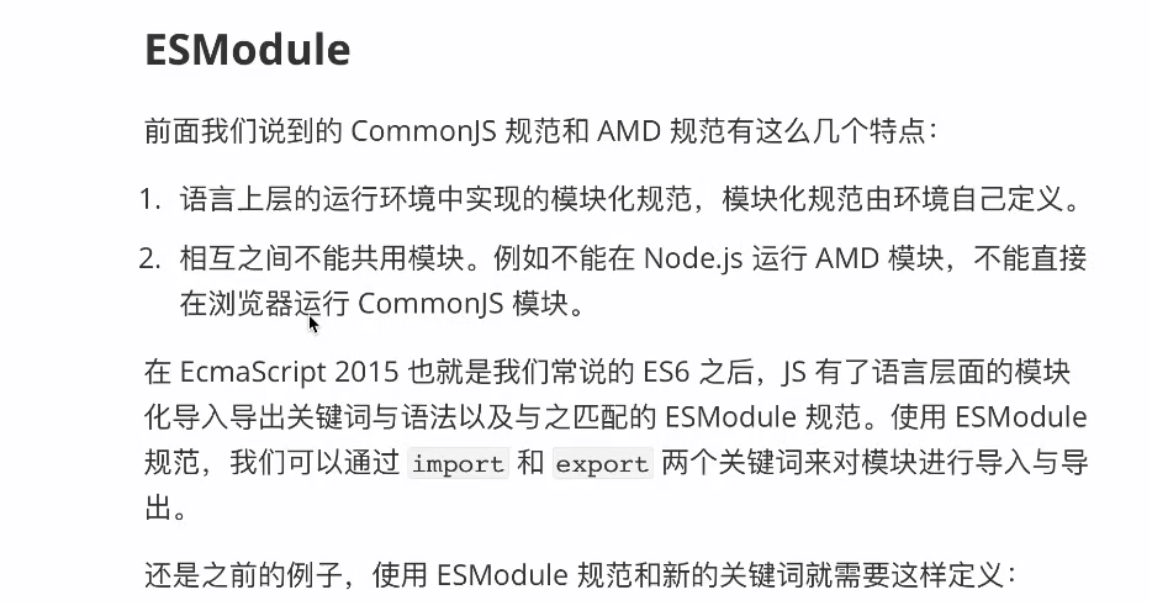 ESModule
前面我们说到的 CommonJS 规范和 AMD 规范有这么几个特点：
1. 语言上层的运行环境中实现的模块化规范，模块化规范由环境自己定义。
2. 相互之间不能共用模块。例如不能在 Node.js 运行 AMD 模块，不能直接
在浏览器运行 CommonJS 模块。
在 EcmaScript 2015 也就是我们常说的 ES6 之后，JS 有了语言层面的模块
化导入导出关键词与语法以及与之匹配的 ESModule 规范。使用 ESModule
规范，我们可以通过 import 和 export 两个关键词来对模块进行导入与导
出。
还是之前的例子，使用 ESModule 规范和新的关键词就需要这样定义：